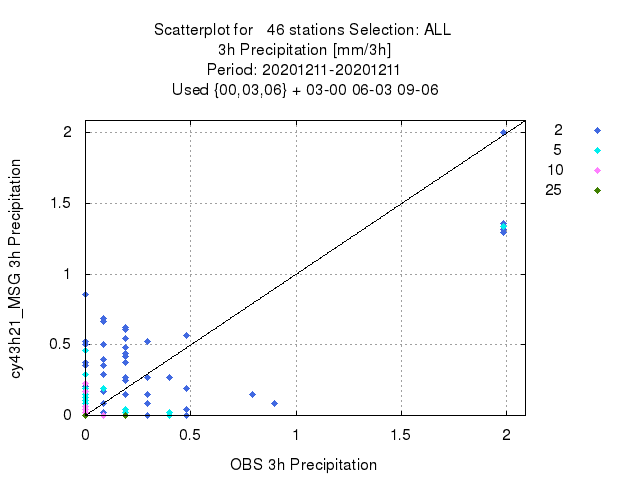 Scatterplot for   46 stations Selection: ALL
3h Precipitation [mm/3h]
Period: 20201211-20201211
Used {00,03,06} + 03-00 06-03 09-06
2
5
10
25
cy43h21_MSG 3h Precipitation
2
1.5
1
0.5
0
0
0.5
1
1.5
2
OBS 3h Precipitation